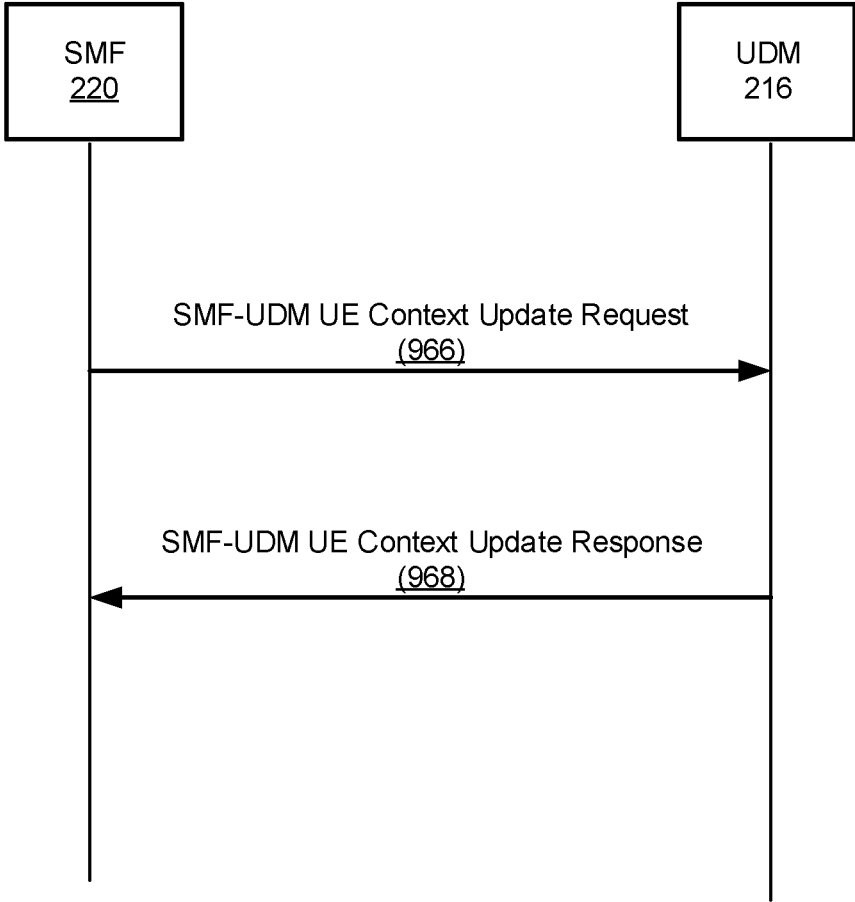 SMF
220
UDM
216
SMF-UDM UE Context Update Request
(966)
SMF-UDM UE Context Update Response
(968)